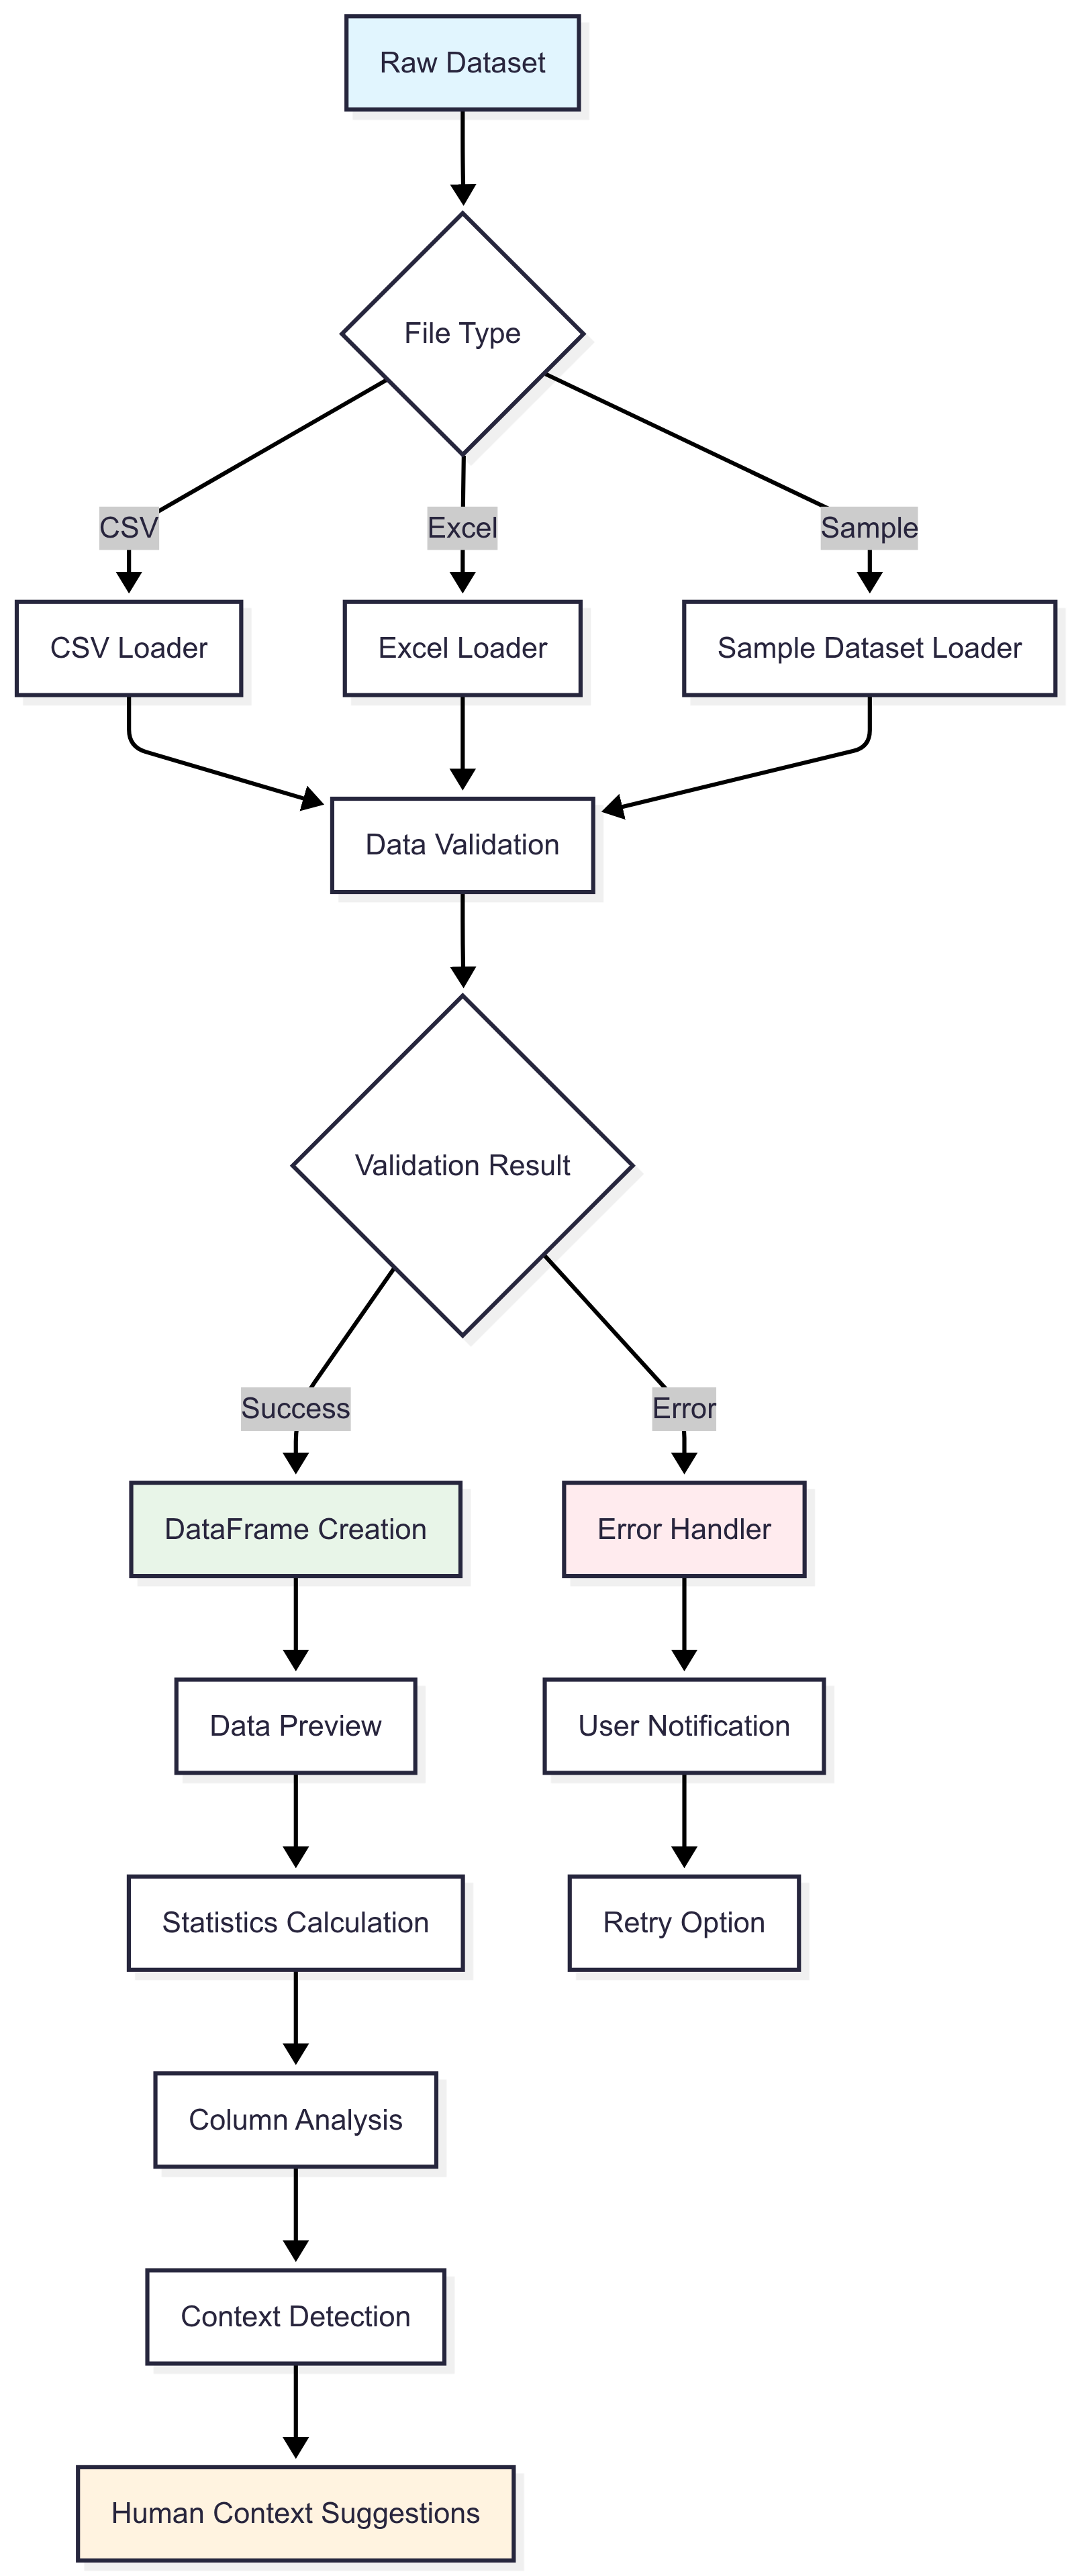 Raw Dataset
File Type
CSV
Excel
Sample
CSV Loader
Excel Loader
Sample Dataset Loader
Data Validation
Validation Result
Success
Error
DataFrame Creation
Error Handler
Data Preview
User Notification
Statistics Calculation
Retry Option
Column Analysis
Context Detection
Human Context Suggestions